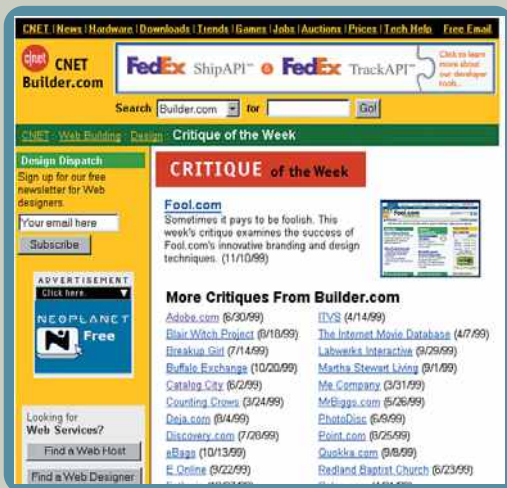 CNET | News | Hardware | Downloads | Trends | Games | Jobs | Auctions | Prices | Tech Help Free Email
c|net CNET
Builder.com
FedEx ShipAPI™ FedEx TrackAPI™
Click to learn
more about
our developer
tools...
Search Builder.com for Go!
CNET : Web Building : Design : Critique of the Week
Design Dispatch
Sign up for our free
newsletter for Web
designers.
Your email here
Subscribe
ADVERTISEMENT
Click here.
NEOPLANET
N Free
Looking for
Web Services?
Find a Web Host
Find a Web Designer
CRITIQUE of the Week
Fool.com
Sometimes it pays to be foolish. This
week's critique examines the success of
Fool.com's innovative branding and design
techniques. (11/10/99)
Fool.com
More Critiques From Builder.com
Adobe.com (6/30/99)
Blair Witch Project (8/18/99)
Breakup Girl (7/14/99)
Buffalo Exchange (10/20/99)
Catalog City (6/2/99)
Counting Crows (3/24/99)
Deja.com (8/4/99)
Discovery.com (7/28/99)
eBags (10/13/99)
E Online (9/22/99)
ITVS (4/14/99)
The Internet Movie Database (4/7/99)
Labwerks Interactive (9/29/99)
Martha Stewart Living (9/1/99)
Me Company (3/31/99)
MrBiggs.com (5/26/99)
PhotoDisc (6/9/99)
Point.com (8/25/99)
Quokka.com (9/8/99)
Redland Baptist Church (6/23/99)